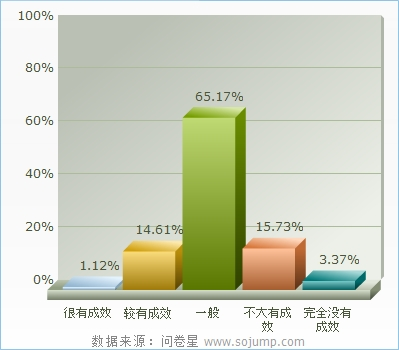 100%
80%
60%
40%
20%
0%
1.12%
14.61%
65.17%
15.73%
3.37%
很有成效
较有成效
一般
不大有成
效
完全没有
成效
数据来源：问卷星 www.sojump.com